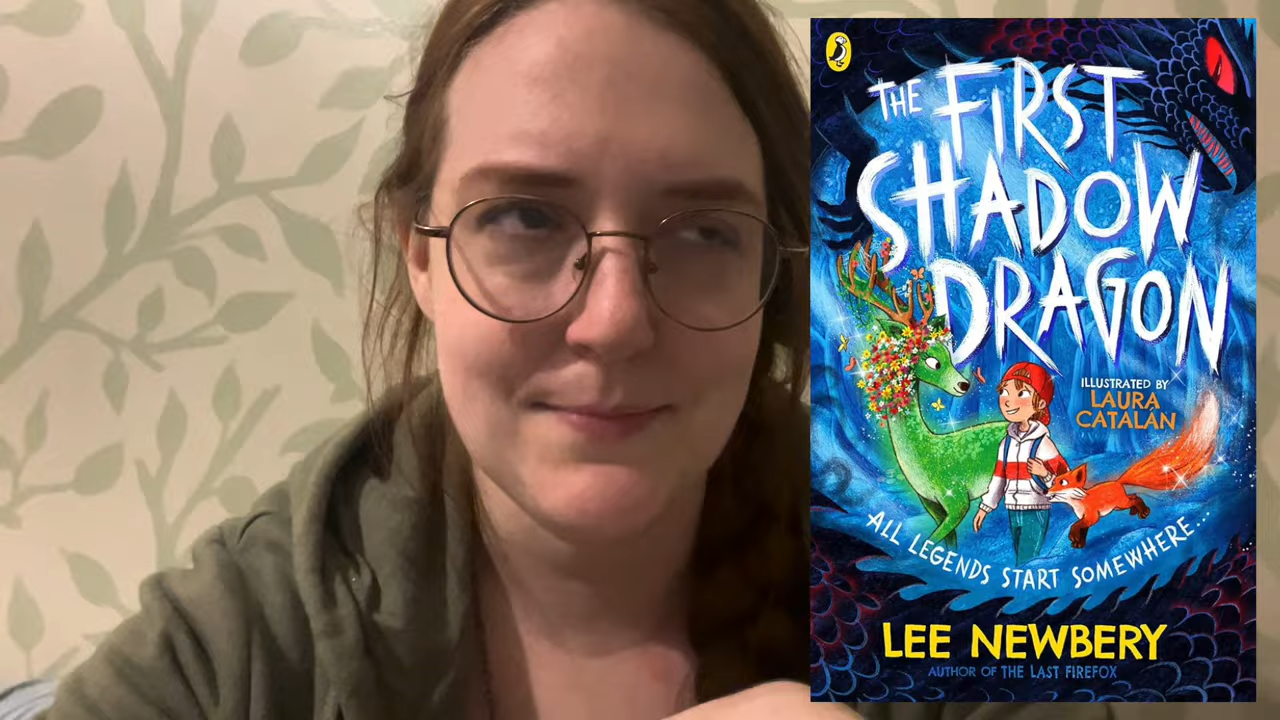 THE FIRST
SHADOW
DRAGON
ILLUSTRATED BY
LAURA
CATALÁN
ALL LEGENDS START SOMEWHERE...
LEE NEWBERY
AUTHOR OF THE LAST FIREFOX